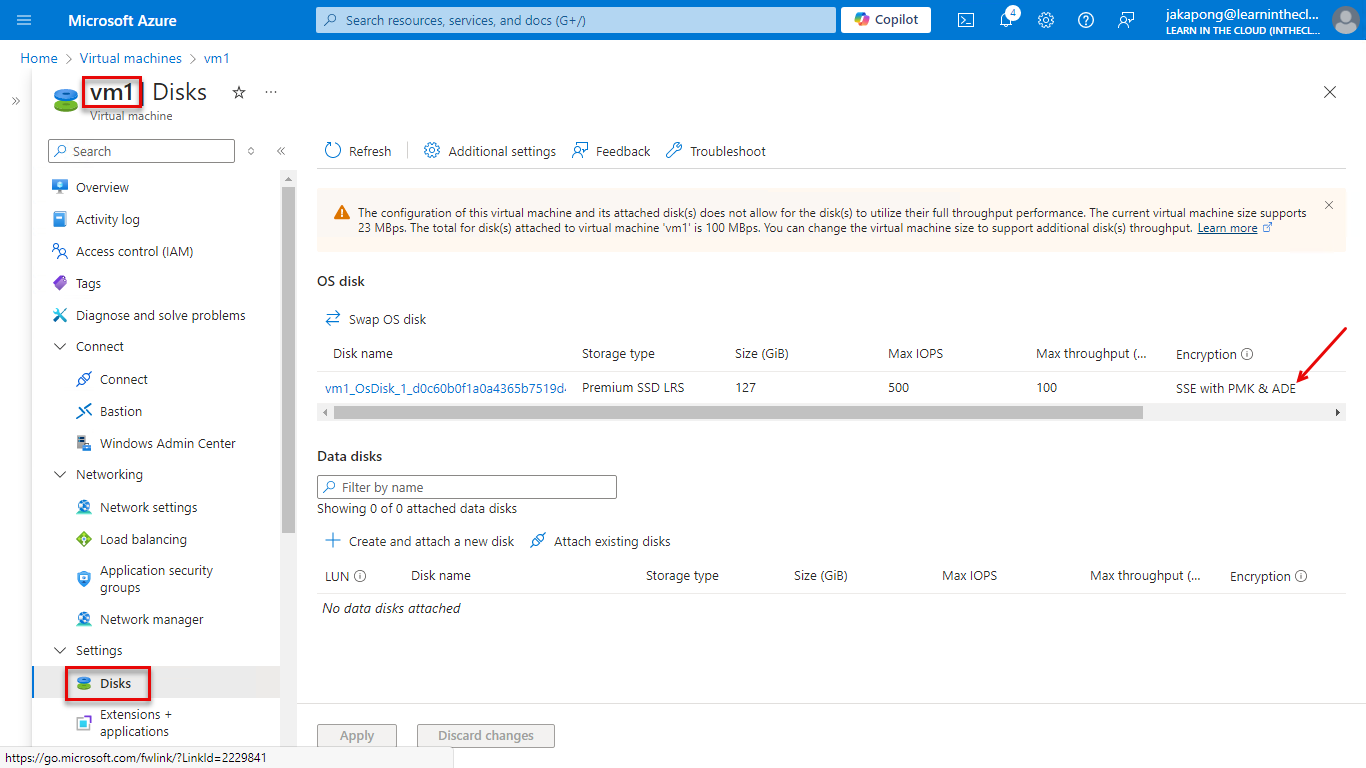 Microsoft Azure
Search resources, services, and docs (G+/)
Copilot
4
jakapong@learninthecl...
LEARN IN THE CLOUD (INTHECL...
Home > Virtual machines > vm1
vm1 | Disks
Virtual machine
Search
Overview
Activity log
Access control (IAM)
Tags
Diagnose and solve problems
Connect
Connect
Bastion
Windows Admin Center
Networking
Network settings
Load balancing
Application security
groups
Network manager
Settings
Disks
Extensions +
applications
Refresh
Additional settings
Feedback
Troubleshoot
The configuration of this virtual machine and its attached disk(s) does not allow for the disk(s) to utilize their full throughput performance. The current virtual machine size supports
23 MBps. The total for disk(s) attached to virtual machine 'vm1' is 100 MBps. You can change the virtual machine size to support additional disk(s) throughput. Learn more
OS disk
Swap OS disk
Disk name Storage type Size (GiB) Max IOPS Max throughput (... Encryption
vm1_OsDisk_1_d0c60b0f1a0a4365b7519d Premium SSD LRS 127 500 100 SSE with PMK & ADE
Data disks
Filter by name
Showing 0 of 0 attached data disks
Create and attach a new disk Attach existing disks
LUN Disk name Storage type Size (GiB) Max IOPS Max throughput (... Encryption
No data disks attached
Apply Discard changes
https://go.microsoft.com/fwlink/?LinkId=2229841